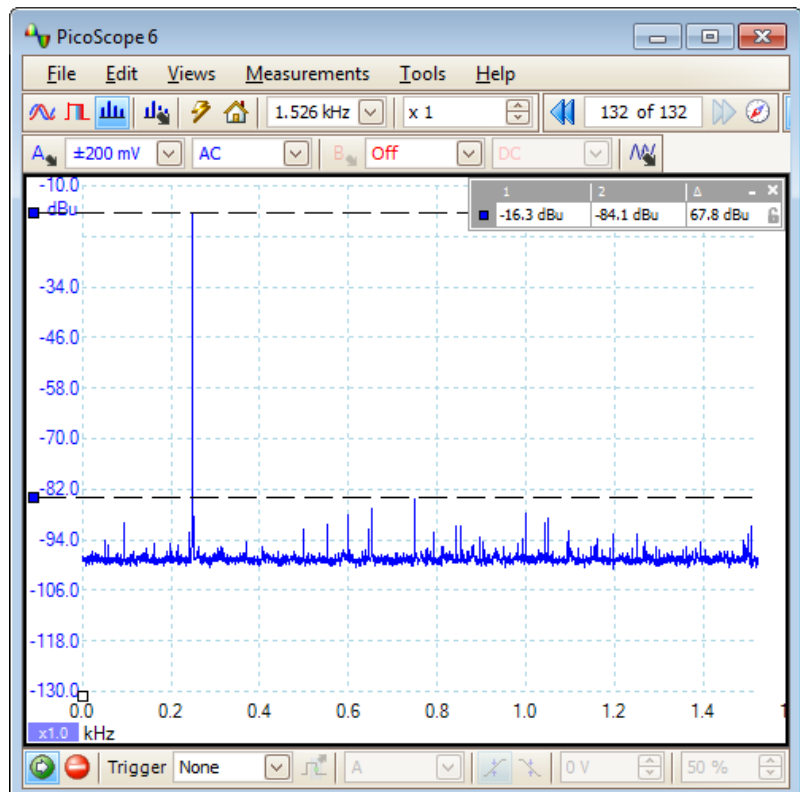 PicoScope 6
File Edit Views Measurements Tools Help
1.526 kHz x 1 132 of 132
A ±200 mV AC B Off DC
-10.0
dBu
1 2 Δ
-16.3 dBu -84.1 dBu 67.8 dBu
-34.0
-46.0
-58.0
-70.0
-82.0
-94.0
-106.0
-118.0
-130.0
0.0 0.2 0.4 0.6 0.8 1.0 1.2 1.4 1
x1.0 kHz
Trigger None A 0 V 50 %